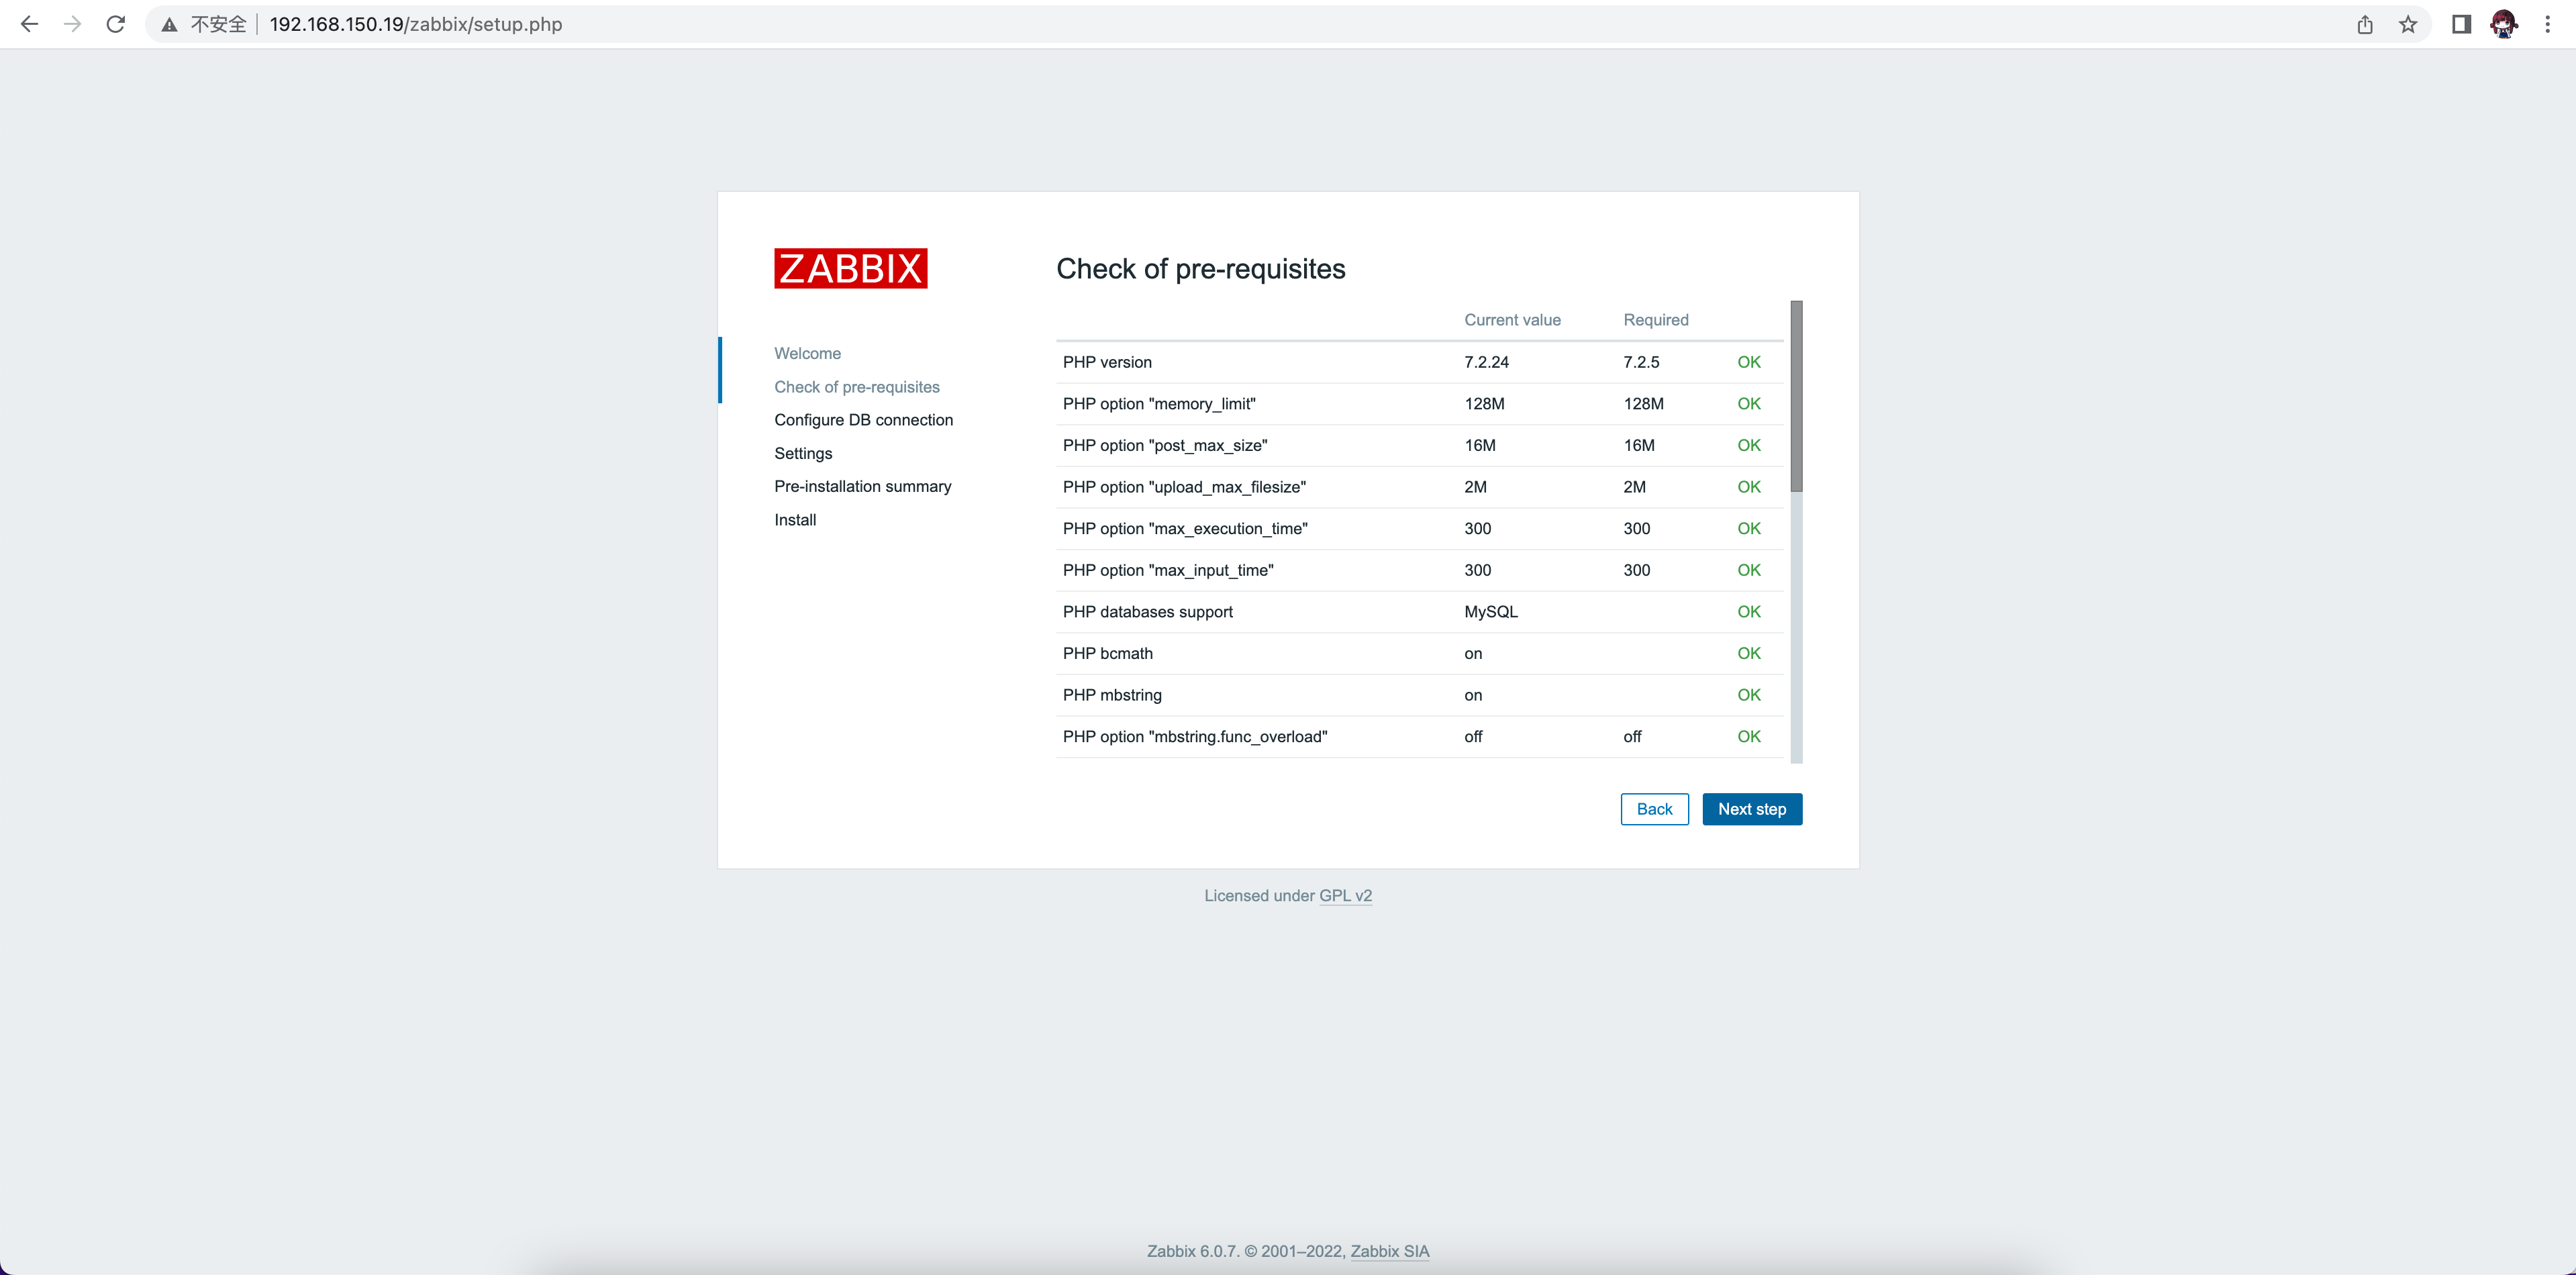 不安全 192.168.150.19/zabbix/setup.php
ZABBIX
Welcome
Check of pre-requisites
Configure DB connection
Settings
Pre-installation summary
Install
Check of pre-requisites
Current value Required
PHP version 7.2.24 7.2.5 OK
PHP option "memory_limit" 128M 128M OK
PHP option "post_max_size" 16M 16M OK
PHP option "upload_max_filesize" 2M 2M OK
PHP option "max_execution_time" 300 300 OK
PHP option "max_input_time" 300 300 OK
PHP databases support MySQL OK
PHP bcmath on OK
PHP mbstring on OK
PHP option "mbstring.func_overload" off off OK
Back Next step
Licensed under GPL v2
Zabbix 6.0.7. © 2001–2022, Zabbix SIA